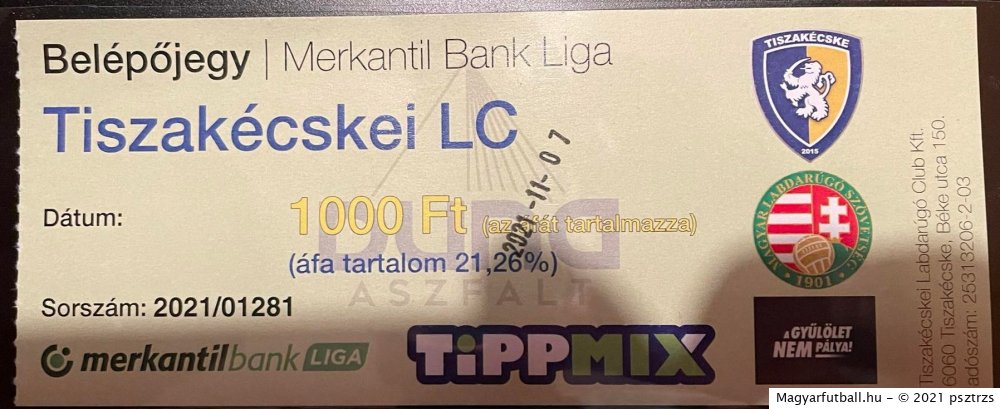 Belépőjegy | Merkantil Bank Liga
Tiszakécskei LC
2021-11-07
Dátum:
1000 Ft (az áfát tartalmazza)
(áfa tartalom 21,26%)
DUNA
ASZFALT
Sorszám: 2021/01281
merkantilbank LIGA
TiPPMIX
TISZAKÉCSKE
2015
MAGYAR LABDARÚGÓ SZÖVETSÉG
1901
A GYŰLÖLET
NEM PÁLYA!
Tiszakécskei Labdarúgó Club Kft.
6060 Tiszakécske, Béke utca 150.
adószám: 25313206-2-03
Magyarfutball.hu - © 2021 psztrzs